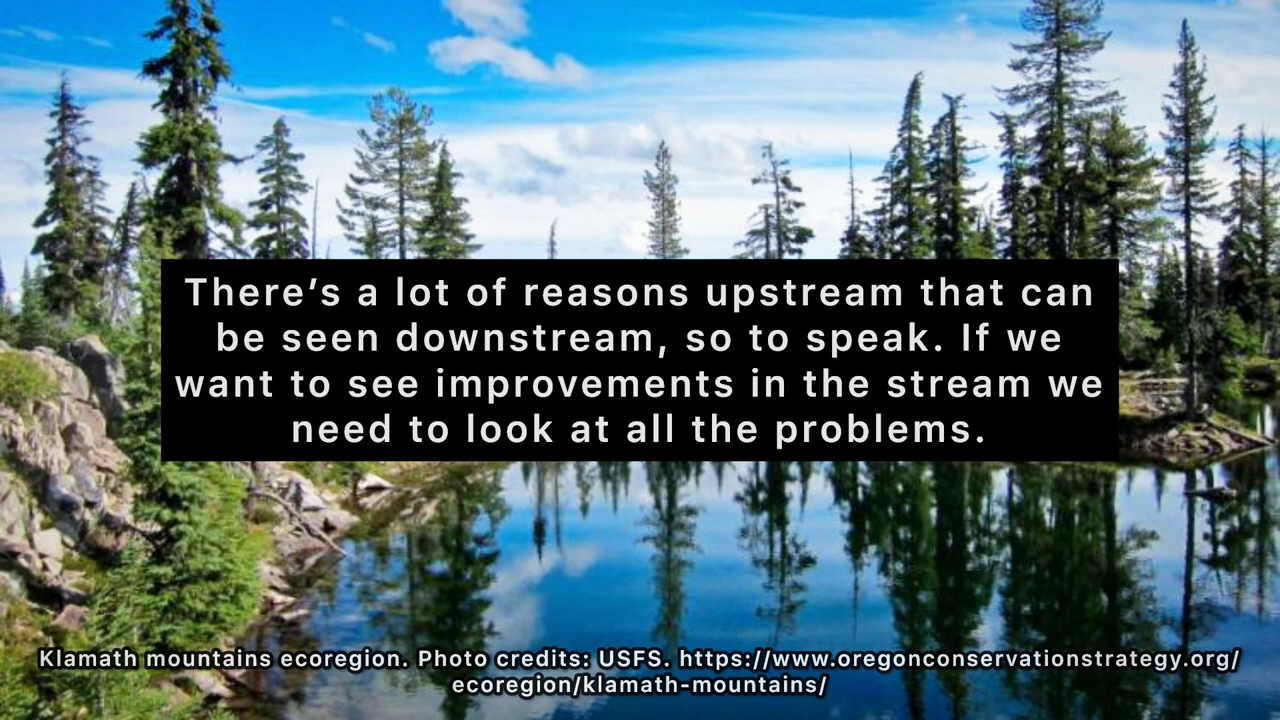 There’s a lot of reasons upstream that can
be seen downstream, so to speak. If we
want to see improvements in the stream we
need to look at all the problems.
Klamath mountains ecoregion. Photo credits: USFS. https://www.oregonconservationstrategy.org/
ecoregion/klamath-mountains/